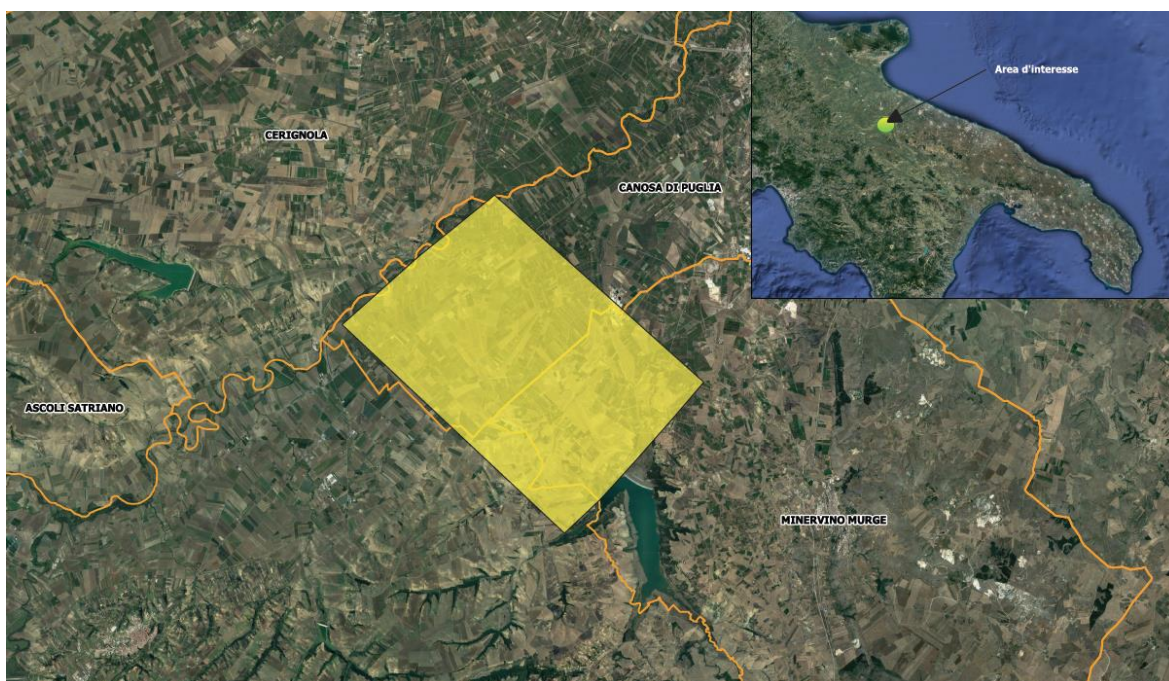 Area d'interesse
CERIGNOLA
CANOSA DI PUGLIA
ASCOLI SATRIANO
MINERVINO MURGE